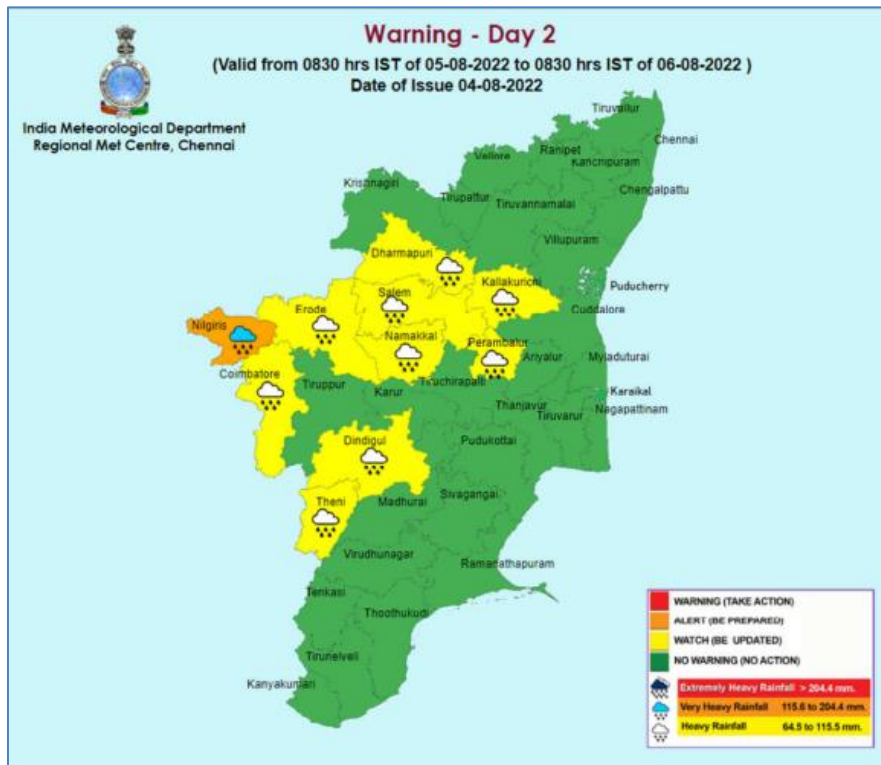 Warning - Day 2
(Valid from 0830 hrs IST of 05-08-2022 to 0830 hrs IST of 06-08-2022 )
Date of Issue 04-08-2022
India Meteorological Department
Regional Met Centre, Chennai
Tiruvallur
Chennai
Ranipet
Vellore
Kancnipuram
Krishnagiri
Chengalpattu
Tirupattur
Tiruvannamalai
Villupuram
Dharmapuri
Kallakurichi
Puducherry
Salem
Cuddalore
Erode
Nilgiris
Namakkal
Perambalur
Ariyalur
Myladuturai
Coimbatore
Tiruppur
Karur
Tiruchirapalli
Karaikal
Thanjavur
Nagapattinam
Tiruvarur
Dindigul
Pudukottai
Theni
Madhurai
Sivagangai
Virudhunagar
Ramanathapuram
Tenkasi
Thoothukudi
Tirunelveli
Kanyakumari
WARNING (TAKE ACTION)
ALERT (BE PREPARED)
WATCH (BE UPDATED)
NO WARNING (NO ACTION)
Extremely Heavy Rainfall > 204.4 mm.
Very Heavy Rainfall 115.6 to 204.4 mm.
Heavy Rainfall 64.5 to 115.5 mm.